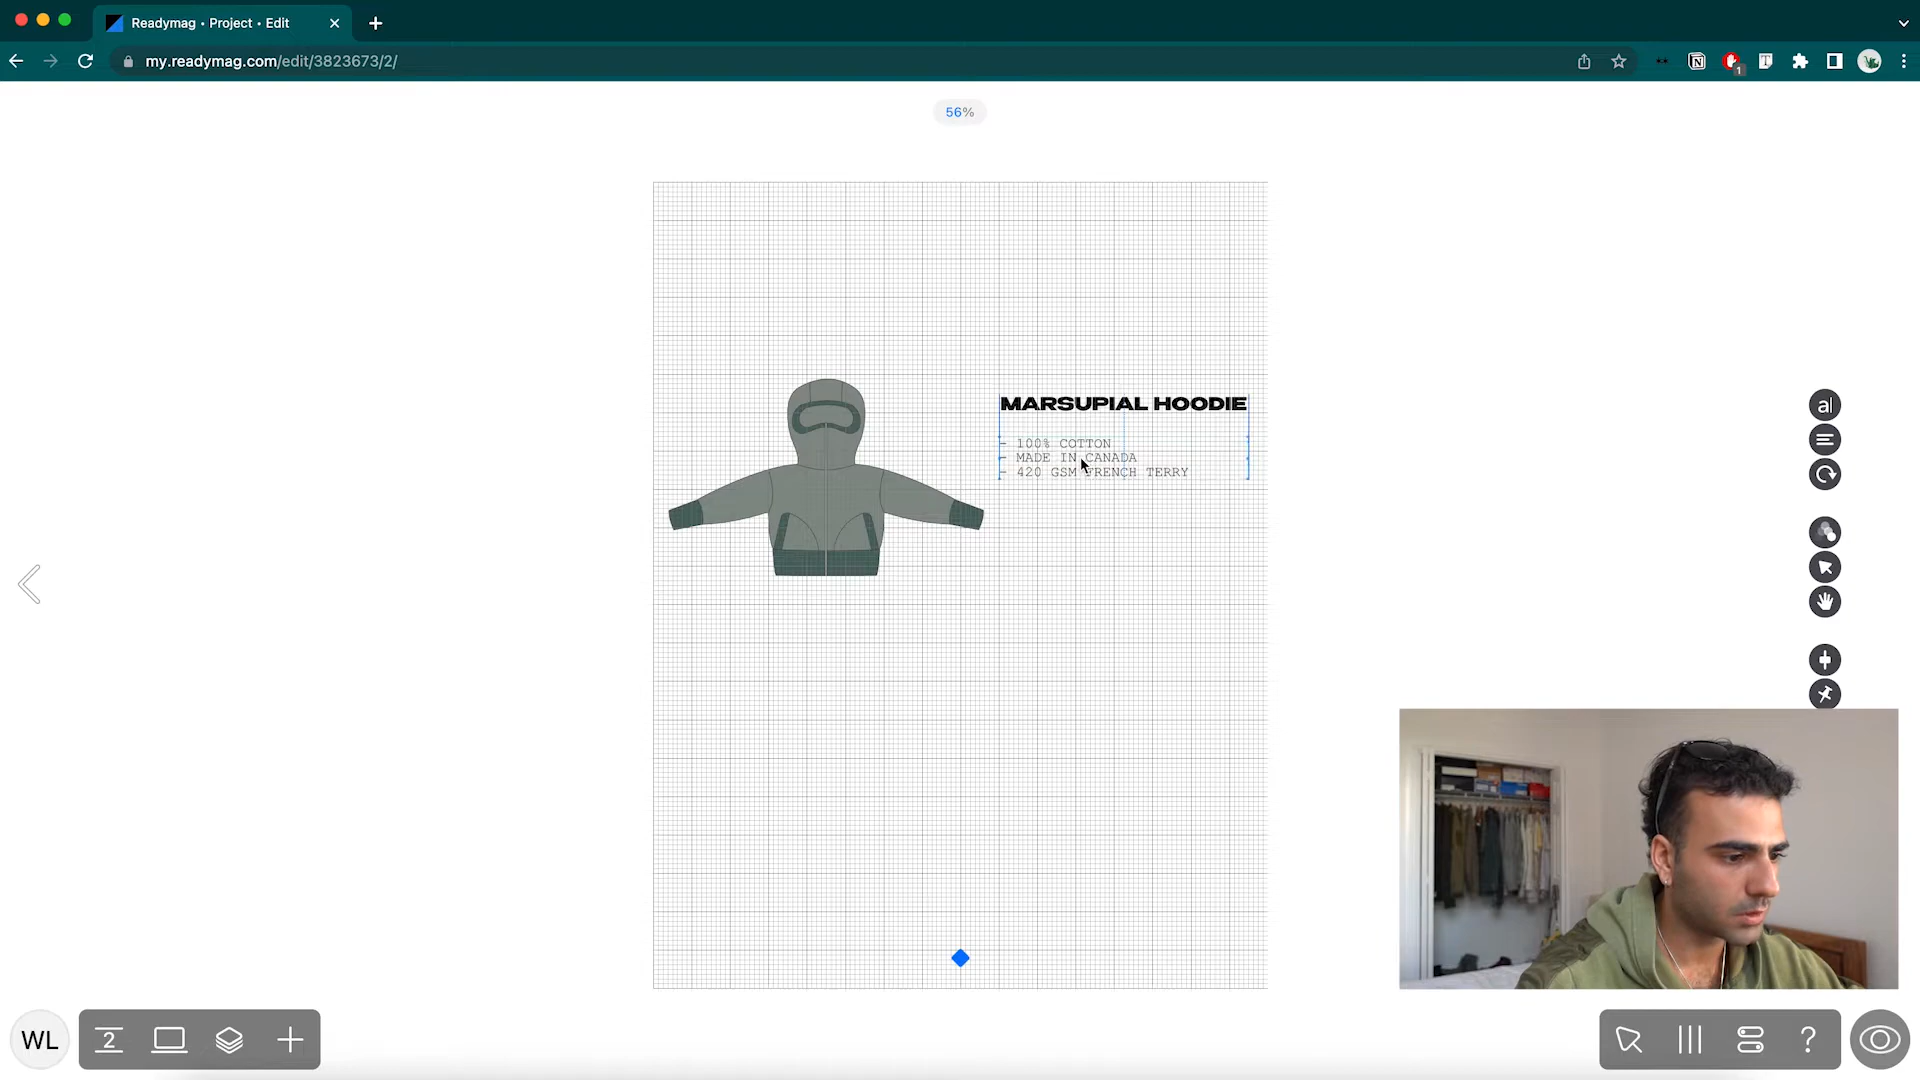 Readymag • Project • Edit
my.readymag.com/edit/3823673/2/
1
56%
MARSUPIAL HOODIE
- 100% COTTON
- MADE IN CANADA
- 420 GSM FRENCH TERRY
a
WL
2
?